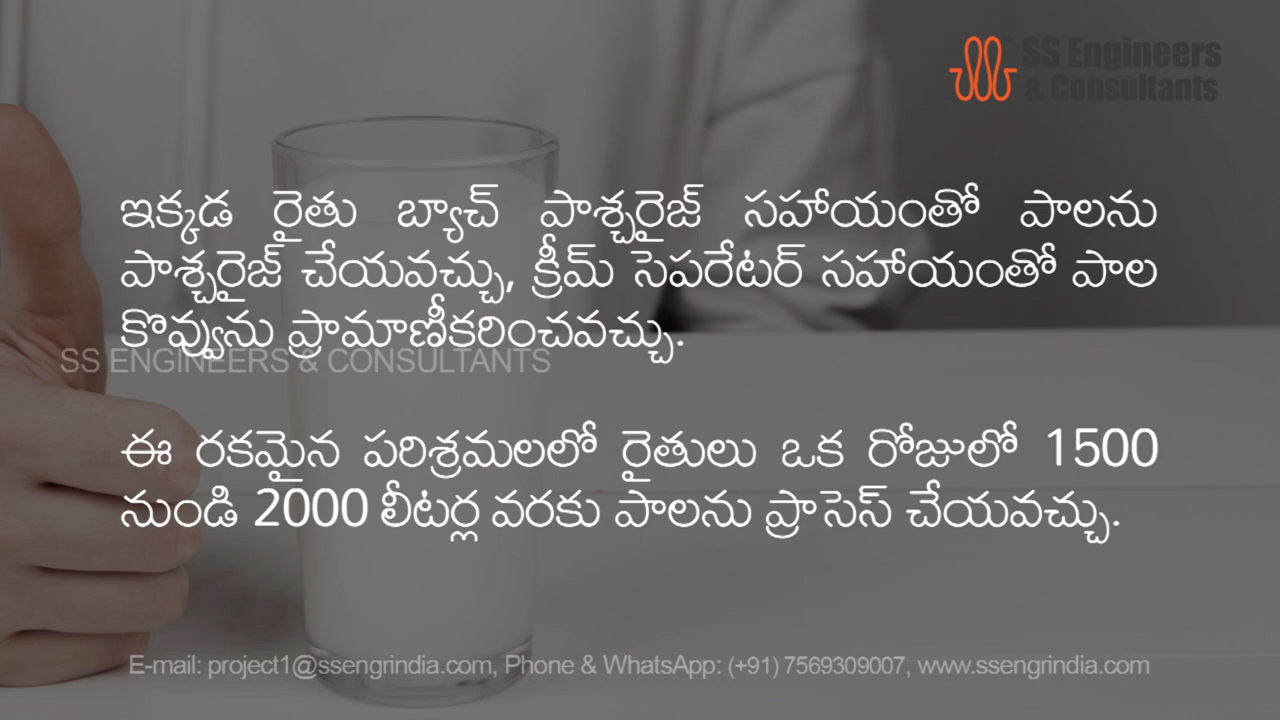 SS Engineers
& Consultants
ఇక్కడ రైతు బ్యాచ్ పాశ్చరైజ్ సహాయంతో పాలను
పాశ్చరైజ్ చేయవచ్చు, క్రీమ్ సెపరేటర్ సహాయంతో పాల
కొవ్వును ప్రామాణీకరించవచ్చు.
SS ENGINEERS & CONSULTANTS
ఈ రకమైన పరిశ్రమలలో రైతులు ఒక రోజులో 1500
నుండి 2000 లీటర్ల వరకు పాలను ప్రాసెస్ చేయవచ్చు.
E-mail: project1@ssengrindia.com, Phone & WhatsApp: (+91) 7569309007, www.ssengrindia.com